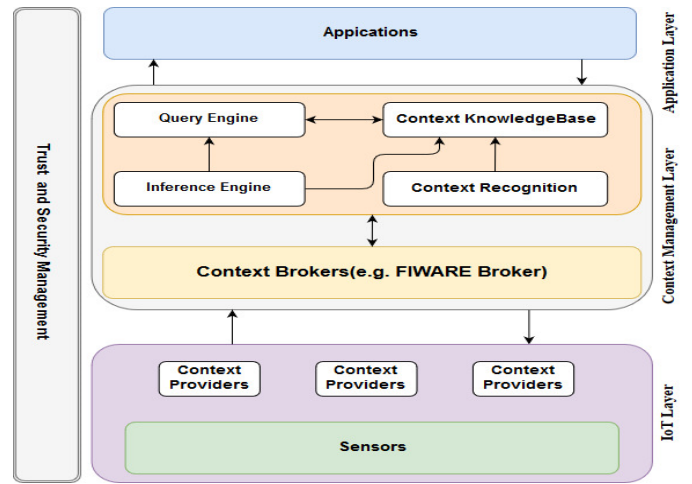 Appications
Application Layer
Query Engine
Context KnowledgeBase
Inference Engine
Context Recognition
Context Management Layer
Trust and Security Management
Context Brokers(e.g. FIWARE Broker)
Context
Providers
Context
Providers
Context
Providers
IoT Layer
Sensors